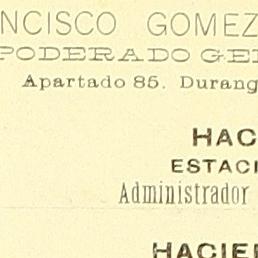 NCISCO GOMEZ
PODERADO GE
Apartado 85. Durang
HAC
ESTACI
Administrador
HACIE